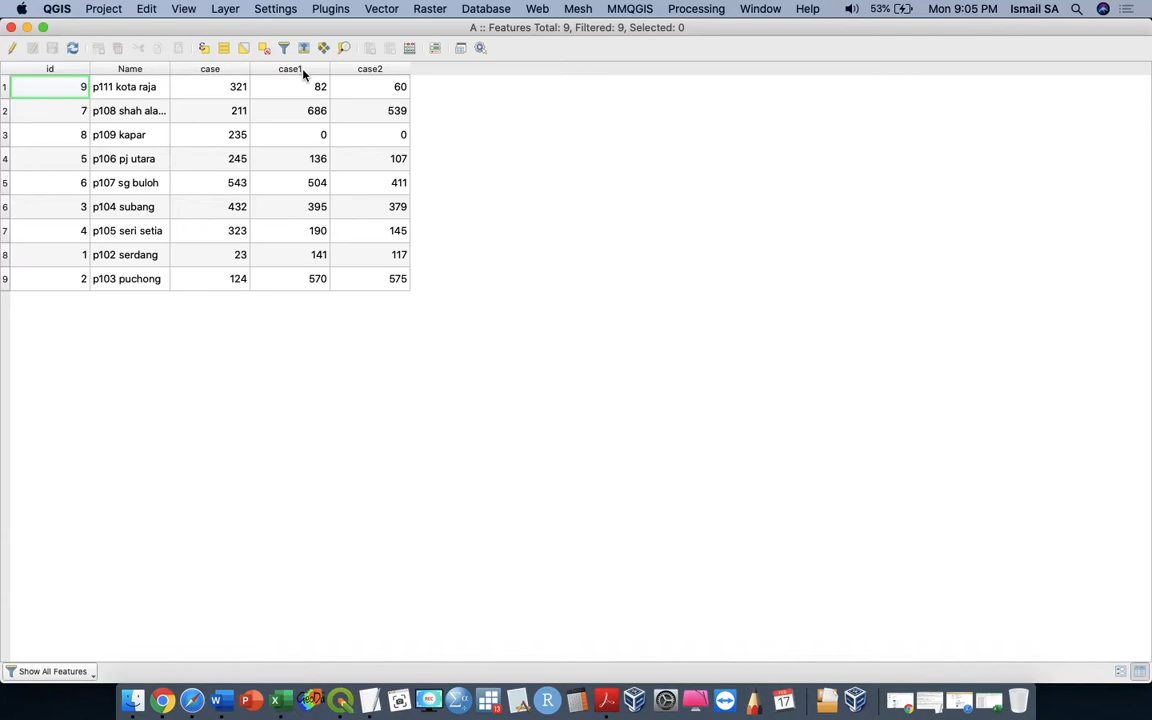 QGIS Project Edit View Layer Settings Plugins Vector Raster Database Web Mesh MMQGIS Processing Window Help 53% Mon 9:05 PM Ismail SA
A :: Features Total: 9, Filtered: 9, Selected: 0
id Name case case1 case2
1 9 p111 kota raja 321 82 60
2 7 p108 shah ala... 211 686 539
3 8 p109 kapar 235 0 0
4 5 p106 pj utara 245 136 107
5 6 p107 sg buloh 543 504 411
6 3 p104 subang 432 395 379
7 4 p105 seri setia 323 190 145
8 1 p102 serdang 23 141 117
9 2 p103 puchong 124 570 575
Show All Features